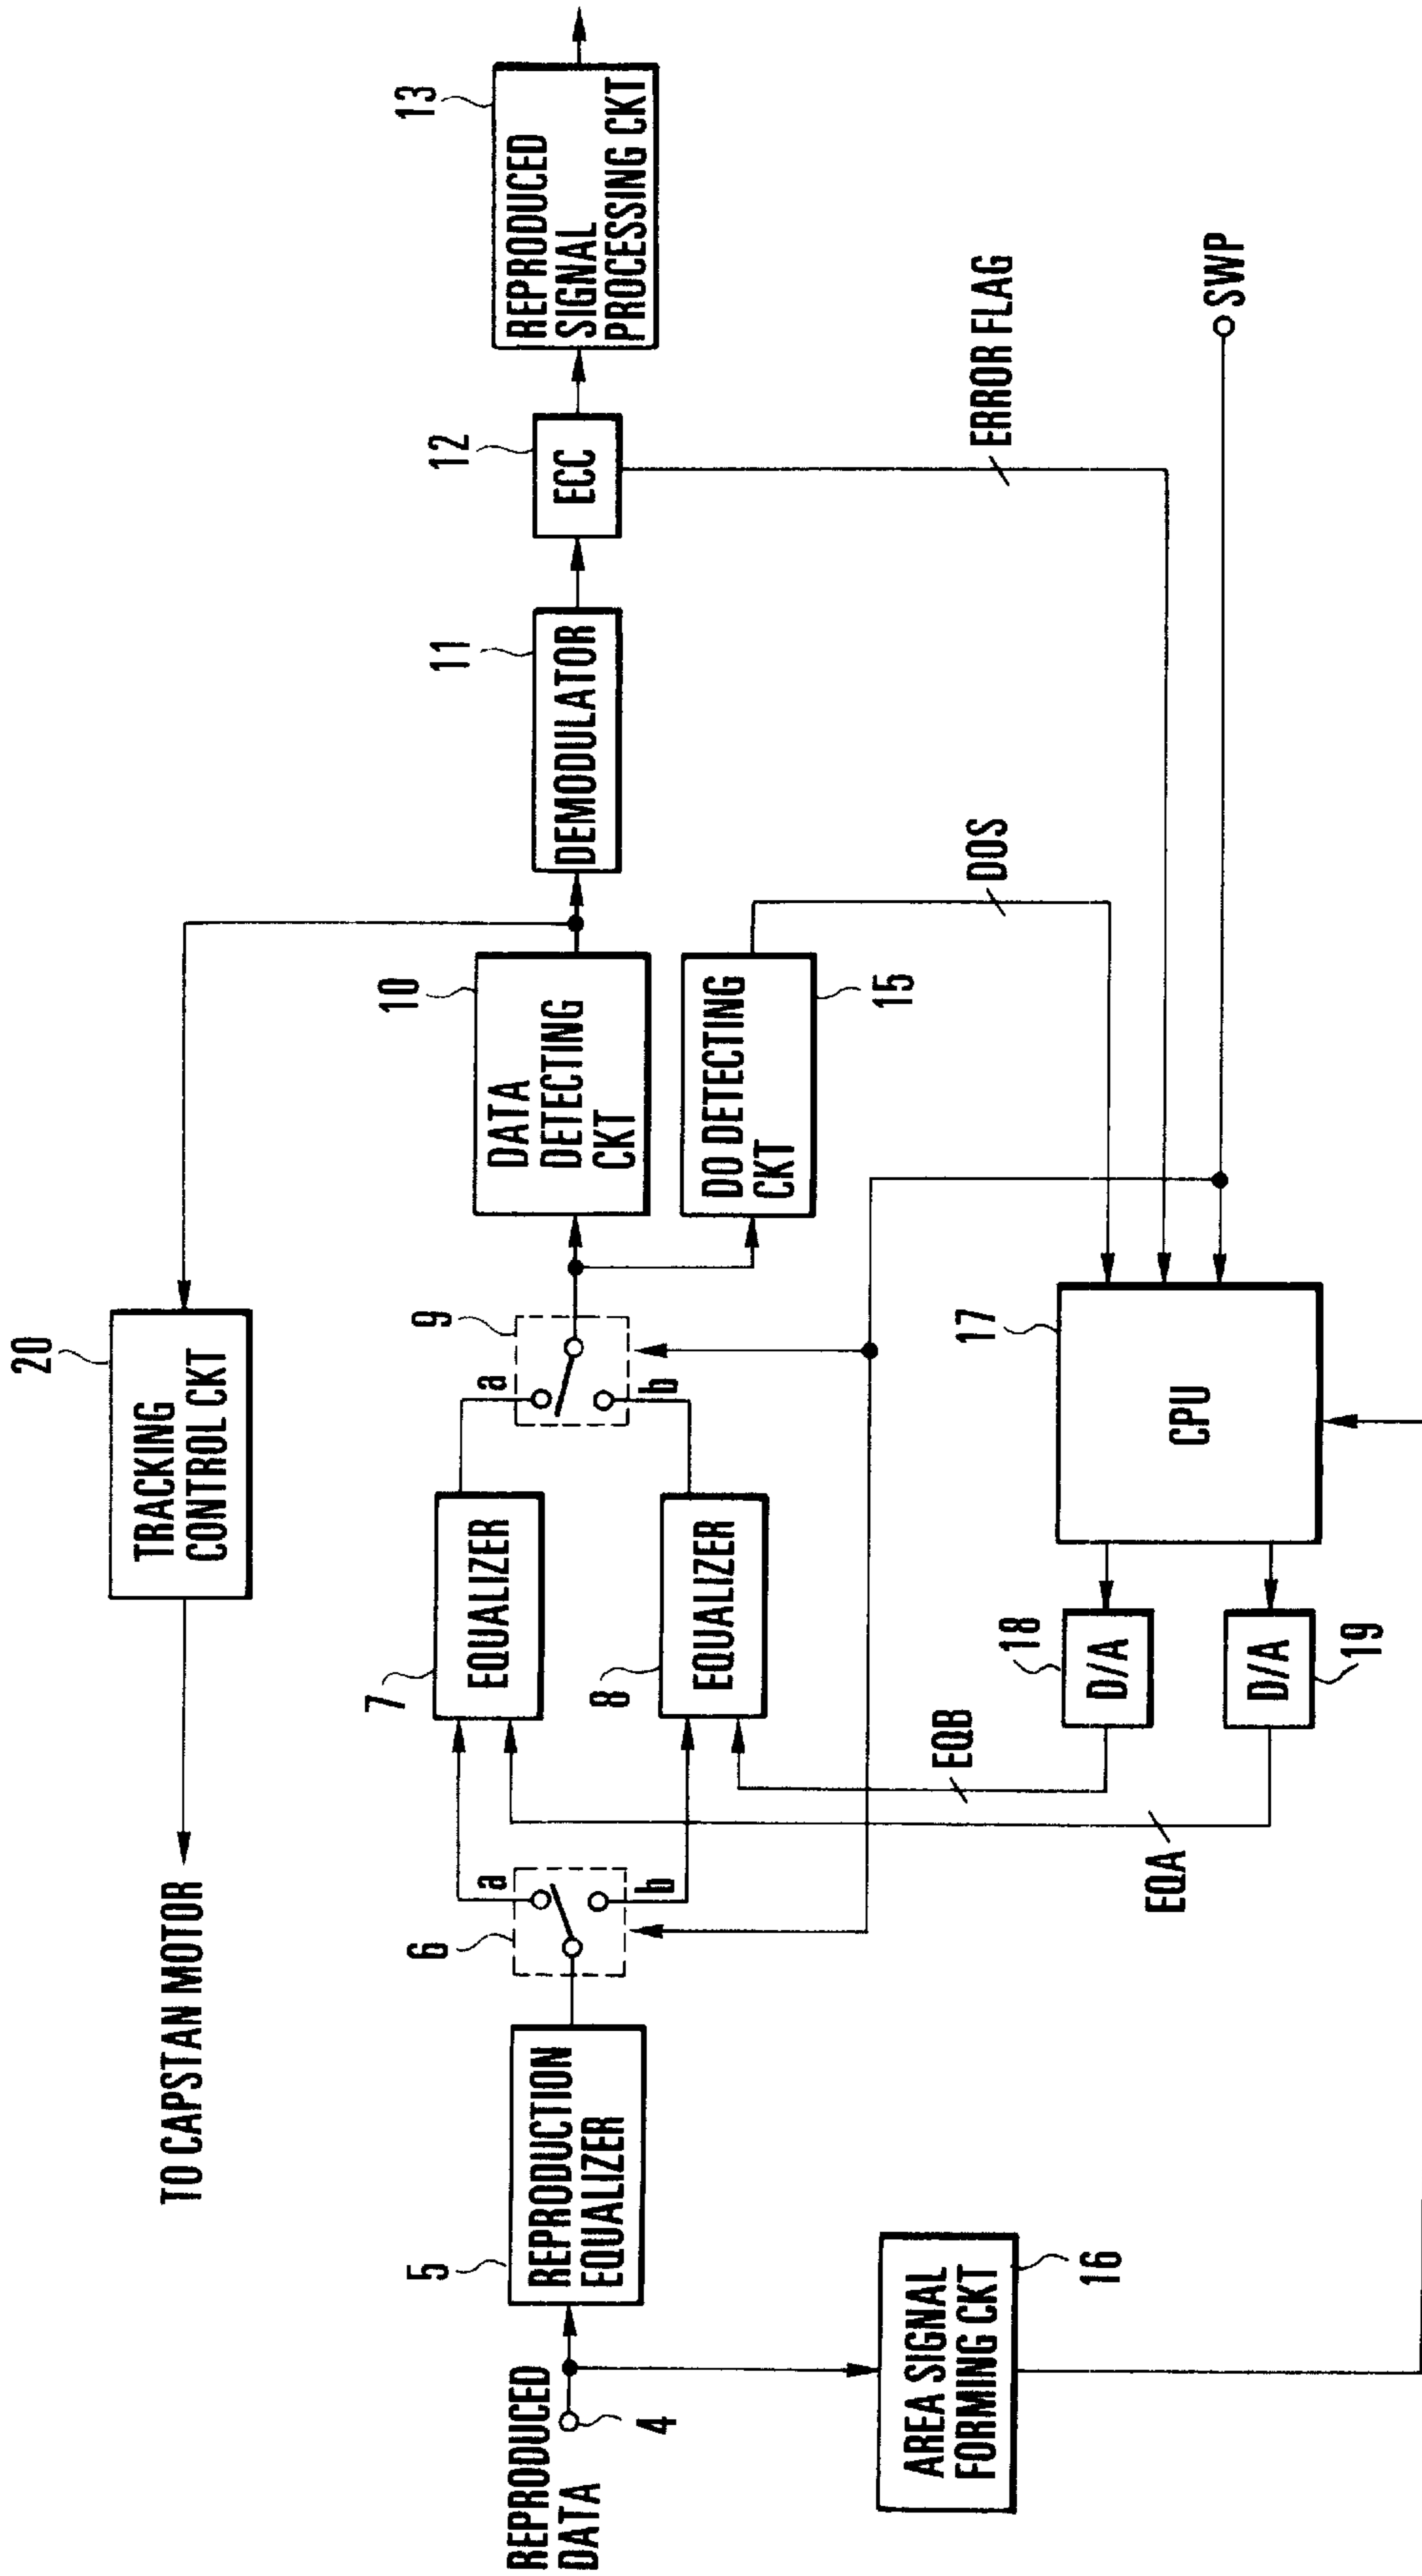 TO CAPSTAN MOTOR
20
TRACKING
CONTROL CKT
REPRODUCED
DATA
4
5
REPRODUCTION
EQUALIZER
6
a
b
7
EQUALIZER
8
EQUALIZER
9
a
b
10
DATA
DETECTING
CKT
11
DEMODULATOR
12
ECC
13
REPRODUCED
SIGNAL
PROCESSING CKT
DO DETECTING
CKT
15
DOS
ERROR FLAG
SWP
AREA SIGNAL
FORMING CKT
16
EQA
EQB
18
D/A
D/A
19
17
CPU